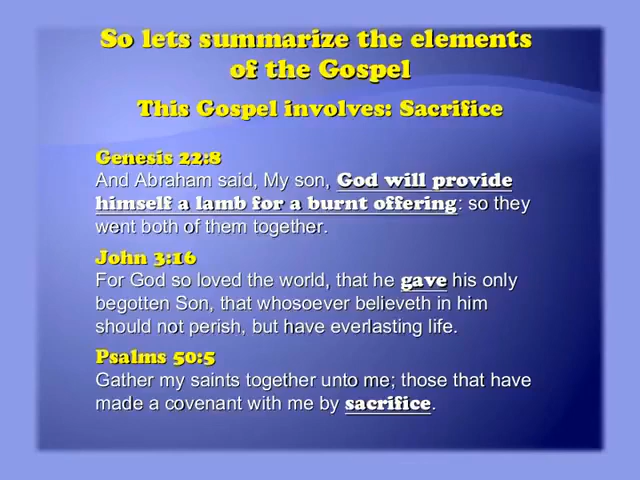 So lets summarize the elements
of the Gospel
This Gospel involves: Sacrifice
Genesis 22:8
And Abraham said, My son, God will provide
himself a lamb for a burnt offering: so they
went both of them together.
John 3:16
For God so loved the world, that he gave his only
begotten Son, that whosoever believeth in him
should not perish, but have everlasting life.
Psalms 50:5
Gather my saints together unto me; those that have
made a covenant with me by sacrifice.